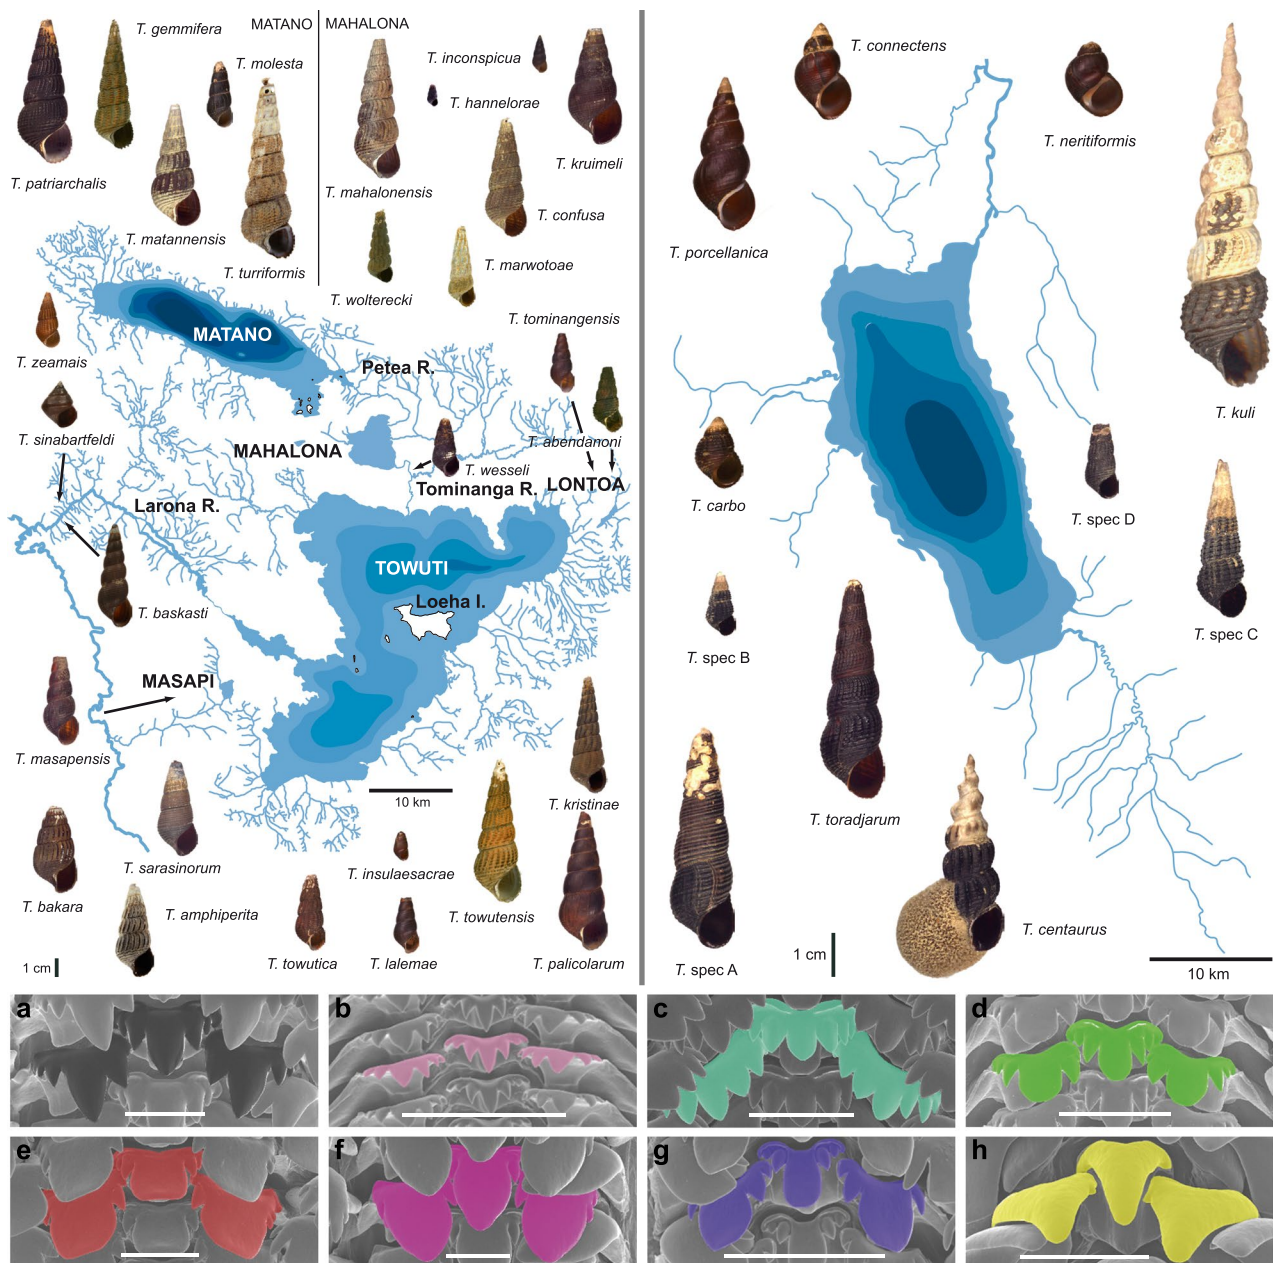 T. gemmifera
MATANO
MAHALONA
T. molesta
T. inconspicua
T. hannelorae
T. patriarchalis
T. matannensis
T. turriformis
T. mahalonensis
T. kruimeli
T. confusa
T. marwotoae
T. wolterecki
T. tominangensis
MATANO
T. zeamais
Petea R.
T. sinabartfeldi
MAHALONA
T. abendanoni
T. wesseli
Tominanga R.
LONTOA
Larona R.
TOWUTI
Loeha I.
T. baskasti
MASAPI
T. masapensis
10 km
T. kristinae
T. sarasinorum
T. insulaesacrae
T. bakara
T. amphiperita
T. towutensis
T. towutica
T. lalemae
T. palicolarum
1 cm
T. connectens
T. neritiformis
T. porcellanica
T. kuli
T. carbo
T. spec D
T. spec B
T. spec C
T. toradjarum
T. centaurus
T. spec A
1 cm
10 km
a
b
c
d
e
f
g
h